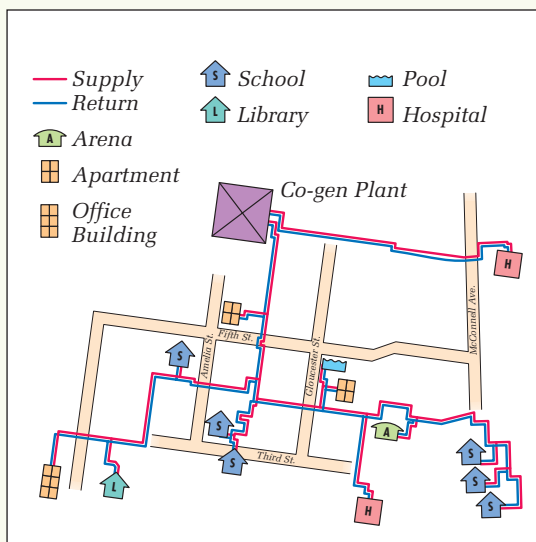 Supply
Return
S School
L Library
Pool
H Hospital
A Arena
Apartment
Office
Building
Co-gen Plant
H
McConnell Ave.
Fifth St.
Amelia St.
Gloucester St.
S
S
S
Third St.
A
L
H
S
S
S